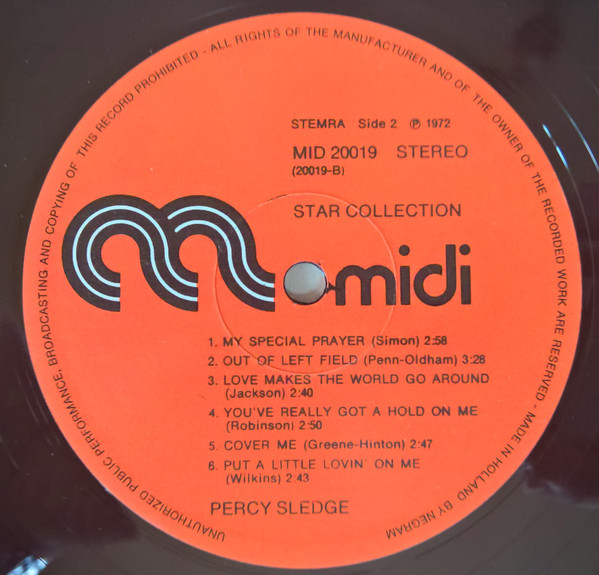 UNAUTHORIZED PUBLIC PERFORMANCE, BROADCASTING AND COPYING OF THIS RECORD PROHIBITED - ALL RIGHTS OF THE MANUFACTURER AND OF THE OWNER OF THE RECORDED WORK ARE RESERVED - MADE IN HOLLAND BY NEGRAM
STEMRA Side 2 ℗ 1972
MID 20019 STEREO
(20019-B)
STAR COLLECTION
midi
1. MY SPECIAL PRAYER (Simon) 2:58
2. OUT OF LEFT FIELD (Penn-Oldham) 3:28
3. LOVE MAKES THE WORLD GO AROUND
(Jackson) 2:40
4. YOU'VE REALLY GOT A HOLD ON ME
(Robinson) 2:50
5. COVER ME (Greene-Hinton) 2:47
6. PUT A LITTLE LOVIN' ON ME
(Wilkins) 2:43
PERCY SLEDGE